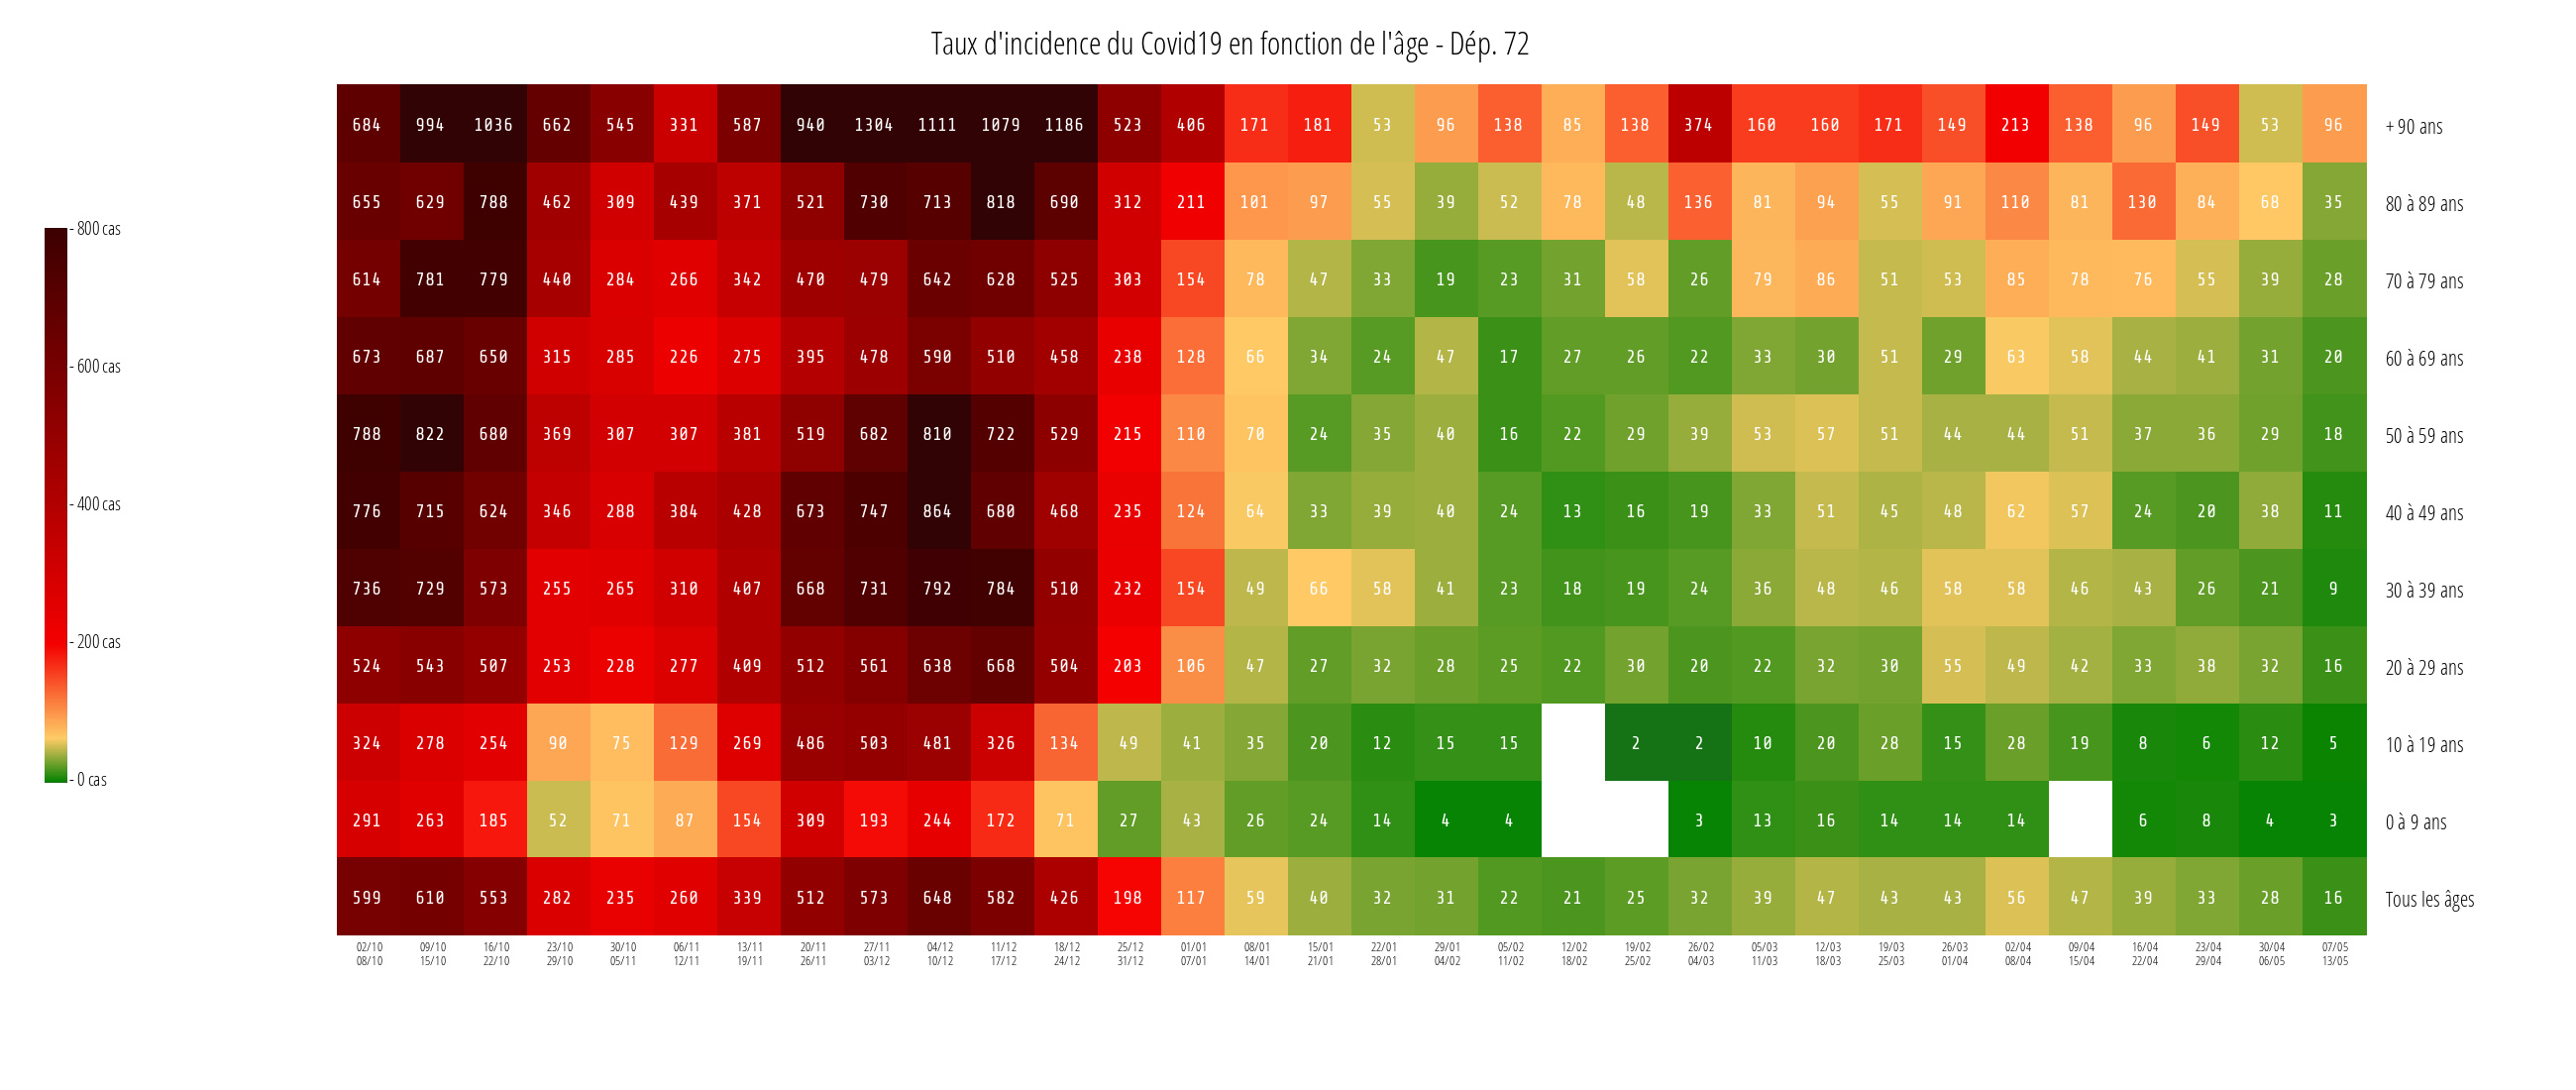 Taux d'incidence du Covid19 en fonction de l'âge - Dép. 72
- 800 cas
- 600 cas
- 400 cas
- 200 cas
- 0 cas
684 994 1036 662 545 331 587 940 1304 1111 1079 1186 523 406 171 181 53 96 138 85 138 374 160 160 171 149 213 138 96 149 53 96 + 90 ans
655 629 788 462 309 439 371 521 730 713 818 690 312 211 101 97 55 39 52 78 48 136 81 94 55 91 110 81 130 84 68 35 80 à 89 ans
614 781 779 440 284 266 342 470 479 642 628 525 303 154 78 47 33 19 23 31 58 26 79 86 51 53 85 78 76 55 39 28 70 à 79 ans
673 687 650 315 285 226 275 395 478 590 510 458 238 128 66 34 24 47 17 27 26 22 33 30 51 29 63 58 44 41 31 20 60 à 69 ans
788 822 680 369 307 307 381 519 682 810 722 529 215 110 70 24 35 40 16 22 29 39 53 57 51 44 44 51 37 36 29 18 50 à 59 ans
776 715 624 346 288 384 428 673 747 864 680 468 235 124 64 33 39 40 24 13 16 19 33 51 45 48 62 57 24 20 38 11 40 à 49 ans
736 729 573 255 265 310 407 668 731 792 784 510 232 154 49 66 58 41 23 18 19 24 36 48 46 58 58 46 43 26 21 9 30 à 39 ans
524 543 507 253 228 277 409 512 561 638 668 504 203 106 47 27 32 28 25 22 30 20 22 32 30 55 49 42 33 38 32 16 20 à 29 ans
324 278 254 90 75 129 269 486 503 481 326 134 49 41 35 20 12 15 15 2 2 10 20 28 15 28 19 8 6 12 5 10 à 19 ans
291 263 185 52 71 87 154 309 193 244 172 71 27 43 26 24 14 4 4 3 13 16 14 14 14 6 8 4 3 0 à 9 ans
599 610 553 282 235 260 339 512 573 648 582 426 198 117 59 40 32 31 22 21 25 32 39 47 43 43 56 47 39 33 28 16 Tous les âges
02/10 09/10 16/10 23/10 30/10 06/11 13/11 20/11 27/11 04/12 11/12 18/12 25/12 01/01 08/01 15/01 22/01 29/01 05/02 12/02 19/02 26/02 05/03 12/03 19/03 26/03 02/04 09/04 16/04 23/04 30/04 07/05
08/10 15/10 22/10 29/10 05/11 12/11 19/11 26/11 03/12 10/12 17/12 24/12 31/12 07/01 14/01 21/01 28/01 04/02 11/02 18/02 25/02 04/03 11/03 18/03 25/03 01/04 08/04 15/04 22/04 29/04 06/05 13/05